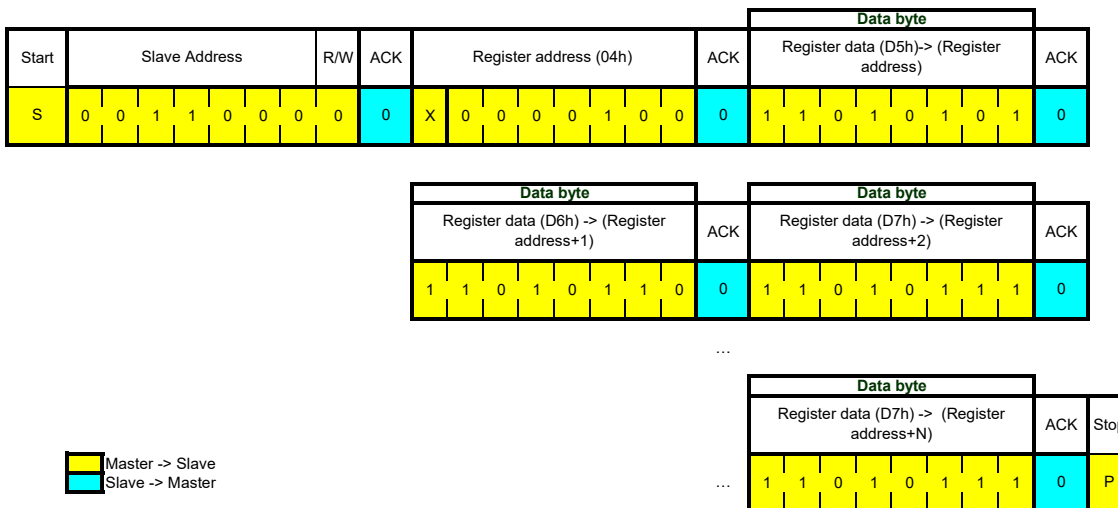 Data byte
Start Slave Address R/W ACK Register address (04h) ACK Register data (D5h)-> (Register address) ACK
S 0 0 1 1 0 0 0 0 0 X 0 0 0 0 1 0 0 0 1 1 0 1 0 1 0 1 0
Data byte Data byte
Register data (D6h) -> (Register address+1) ACK Register data (D7h) -> (Register address+2) ACK
1 1 0 1 0 1 1 0 0 1 1 0 1 0 1 1 1 0
...
Data byte
Register data (D7h) -> (Register address+N) ACK Stop
Master -> Slave
Slave -> Master
... 1 1 0 1 0 1 1 1 0 P